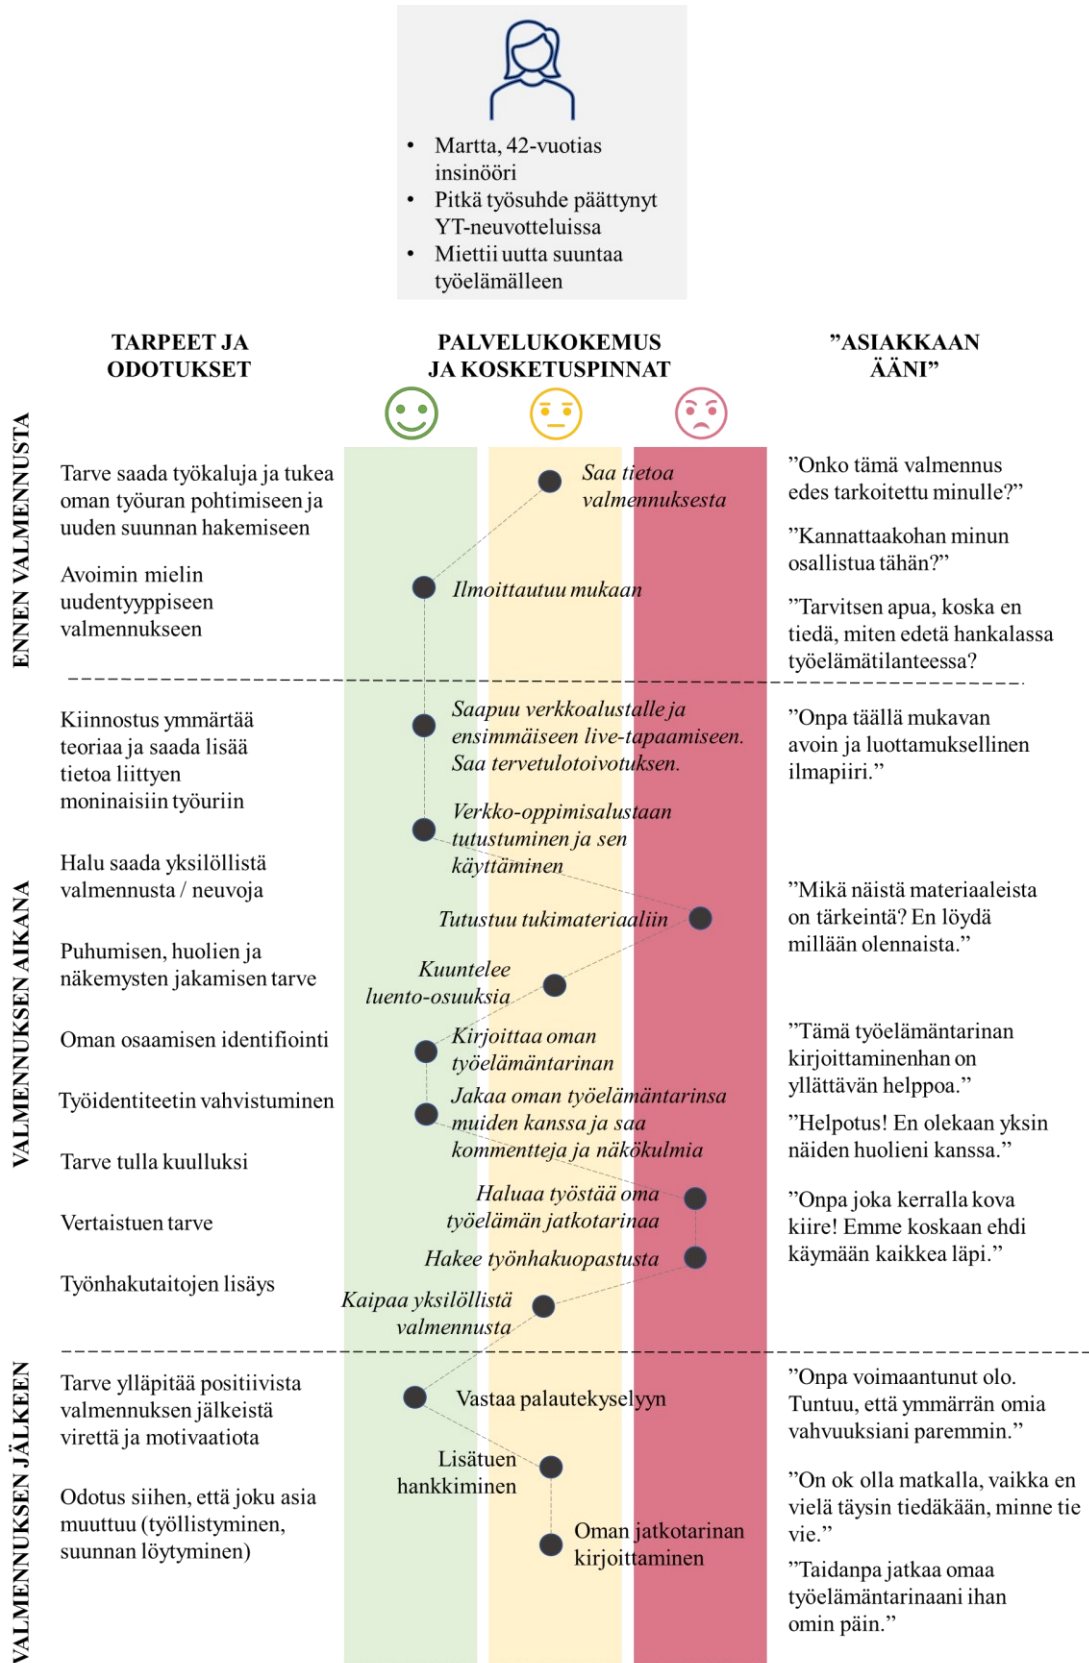 • Martta, 42-vuotias
insinööri
• Pitkä työsuhde päättynyt
YT-neuvotteluissa
• Miettii uutta suuntaa
työelämälleen
TARPEET JA
ODOTUKSET
PALVELUKOKEMUS
JA KOSKETUSPINNAT
”ASIAKKAAN
ÄÄNI”
ENNEN VALMENNUSTA
Tarve saada työkaluja ja tukea
oman työuran pohtimiseen ja
uuden suunnan hakemiseen
Avoimin mielin
uudentyyppiseen
valmennukseen
Saa tietoa
valmennuksesta
Ilmoittautuu mukaan
”Onko tämä valmennus
edes tarkoitettu minulle?”
”Kannattaakohan minun
osallistua tähän?”
”Tarvitsen apua, koska en
tiedä, miten edetä hankalassa
työelämätilanteessa?
VALMENNUKSEN AIKANA
Kiinnostus ymmärtää
teoriaa ja saada lisää
tietoa liittyen
moninaisiin työuriin
Halu saada yksilöllistä
valmennusta / neuvoja
Puhumisen, huolien ja
näkemysten jakamisen tarve
Oman osaamisen identifiointi
Työidentiteetin vahvistuminen
Tarve tulla kuulluksi
Vertaistuen tarve
Työnhakutaitojen lisäys
Saapuu verkkoalustalle ja
ensimmäiseen live-tapaamiseen.
Saa tervetulotoivotuksen.
Verkko-oppimisalustaan
tutustuminen ja sen
käyttäminen
Tutustuu tukimateriaaliin
Kuuntelee
luento-osuuksia
Kirjoittaa oman
työelämäntarinan
Jakaa oman työelämäntarinsa
muiden kanssa ja saa
kommentteja ja näkökulmia
Haluaa työstää oma
työelämän jatkotarinaa
Hakee työnhakuopastusta
Kaipaa yksilöllistä
valmennusta
”Onpa täällä mukavan
avoin ja luottamuksellinen
ilmapiiri.”
”Mikä näistä materiaaleista
on tärkeintä? En löydä
millään olennaista.”
”Tämä työelämäntarinan
kirjoittaminenhan on
yllättävän helppoa.”
”Helpotus! En olekaan yksin
näiden huolieni kanssa.”
”Onpa joka kerralla kova
kiire! Emme koskaan ehdi
käymään kaikkea läpi.”
VALMENNUKSEN JÄLKEEN
Tarve ylläpitää positiivista
valmennuksen jälkeistä
virettä ja motivaatiota
Odotus siihen, että joku asia
muuttuu (työllistyminen,
suunnan löytyminen)
Vastaa palautekyselyyn
Lisätuen
hankkiminen
Oman jatkotarinan
kirjoittaminen
”Onpa voimaantunut olo.
Tuntuu, että ymmärrän omia
vahvuuksiani paremmin.”
”On ok olla matkalla, vaikka en
vielä täysin tiedäkään, minne tie
vie.”
”Taidanpa jatkaa omaa
työelämäntarinaani ihan
omin päin.”